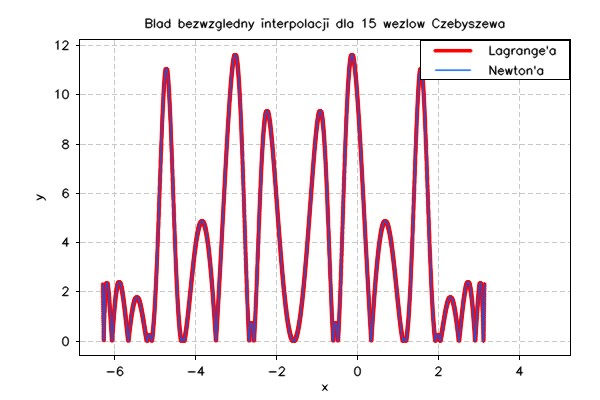 Blad bezwzgledny interpolacji dla 15 wezlow Czebyszewa
Lagrange'a
Newton'a
12
10
8
6
4
2
0
y
−6 −4 −2 0 2 4
x